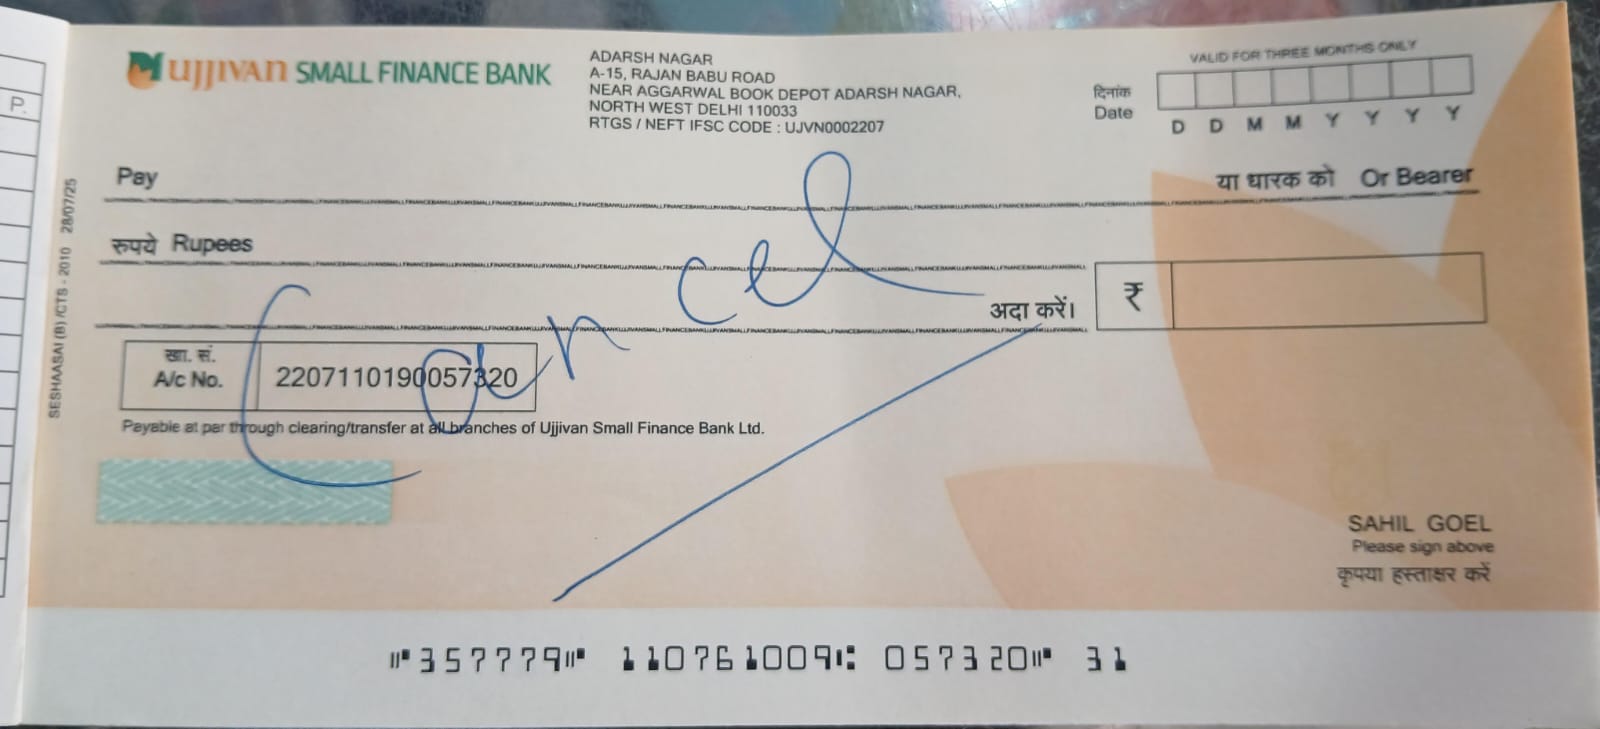 P.
ujjivan SMALL FINANCE BANK
ADARSH NAGAR
A-15, RAJAN BABU ROAD
NEAR AGGARWAL BOOK DEPOT ADARSH NAGAR,
NORTH WEST DELHI 110033
RTGS / NEFT IFSC CODE : UJVN0002207
VALID FOR THREE MONTHS ONLY
दिनांक
Date
D D M M Y Y Y Y
Pay
या धारक को Or Bearer
रुपये Rupees
Cancel
अदा करें।
₹
खा. सं.
A/c No.
2207110190057320
Payable at par through clearing/transfer at all branches of Ujjivan Small Finance Bank Ltd.
SESHAASAI (B) /CTS - 2010 28/07/25
SAHIL GOEL
Please sign above
कृपया हस्ताक्षर करें
⑈357779⑈ 110761009⑆ 057320⑈ 31